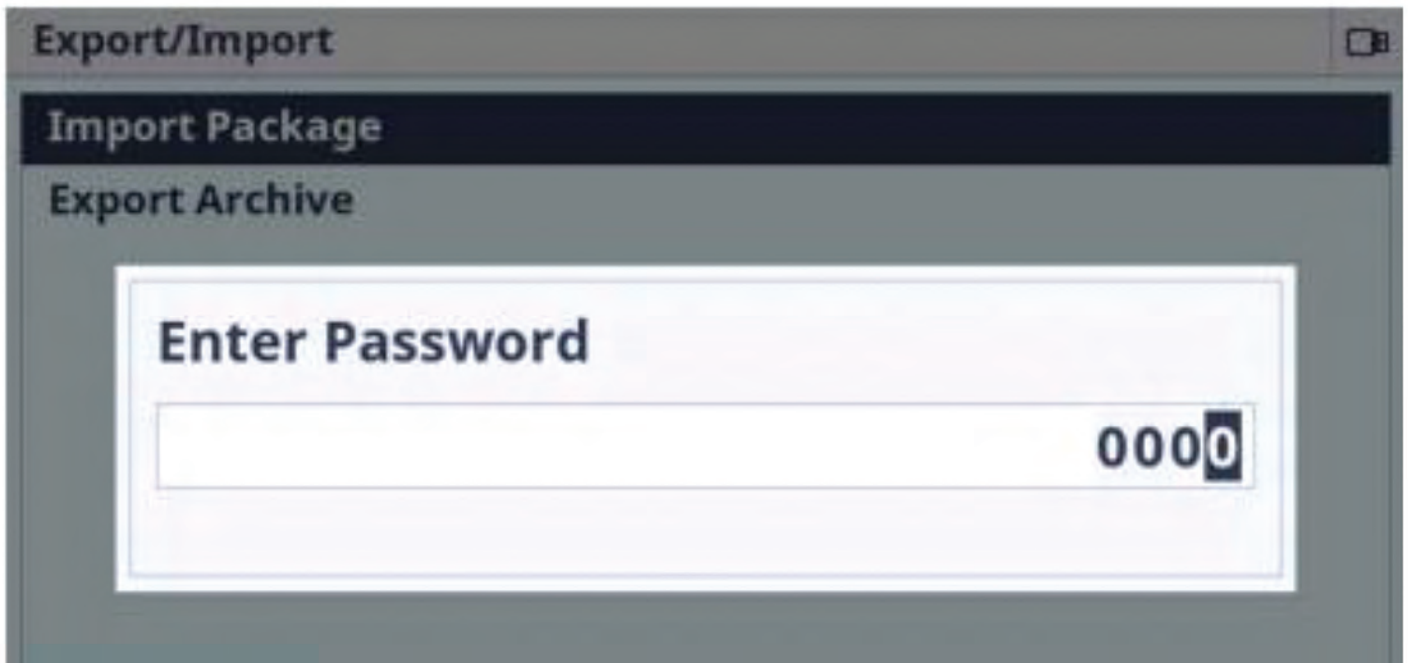 Export/Import
Import Package
Export Archive
Enter Password
0000